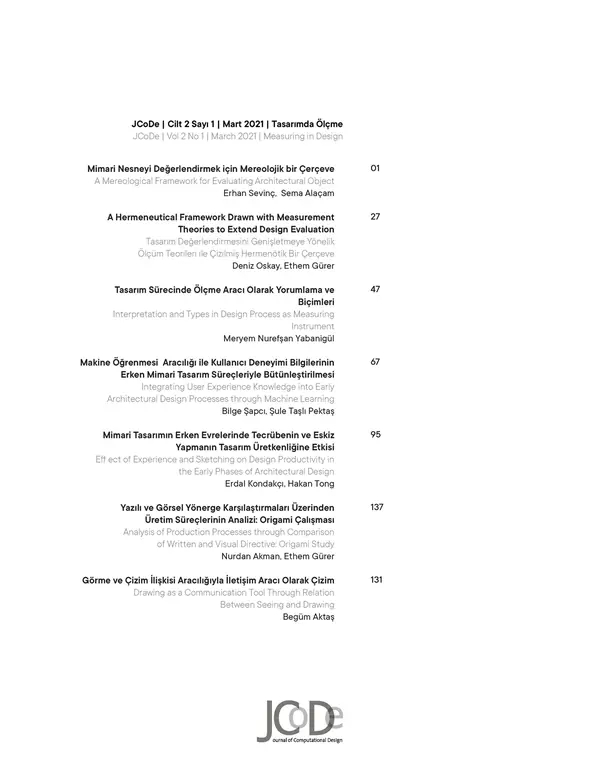 JCoDe | Cilt 2 Sayı 1 | Mart 2021 | Tasarımda Ölçme
JCoDe | Vol 2 No 1 | March 2021 | Measuring in Design
Mimari Nesneyi Değerlendirmek için Mereolojik bir Çerçeve 01
A Mereological Framework for Evaluating Architectural Object
Erhan Sevinç, Sema Alaçam
A Hermeneutical Framework Drawn with Measurement 27
Theories to Extend Design Evaluation
Tasarım Değerlendirmesini Genişletmeye Yönelik
Ölçüm Teorileri ile Çizilmiş Hermenötik Bir Çerçeve
Deniz Oskay, Ethem Gürer
Tasarım Sürecinde Ölçme Aracı Olarak Yorumlama ve 47
Biçimleri
Interpretation and Types in Design Process as Measuring
Instrument
Meryem Nurefşan Yabanigül
Makine Öğrenmesi Aracılığı ile Kullanıcı Deneyimi Bilgilerinin 67
Erken Mimari Tasarım Süreçleriyle Bütünleştirilmesi
Integrating User Experience Knowledge into Early
Architectural Design Processes through Machine Learning
Bilge Şapcı, Şule Taşlı Pektaş
Mimari Tasarımın Erken Evrelerinde Tecrübenin ve Eskiz 95
Yapmanın Tasarım Üretkenliğine Etkisi
Effect of Experience and Sketching on Design Productivity in
the Early Phases of Architectural Design
Erdal Kondakçı, Hakan Tong
Yazılı ve Görsel Yönerge Karşılaştırmaları Üzerinden 137
Üretim Süreçlerinin Analizi: Origami Çalışması
Analysis of Production Processes through Comparison
of Written and Visual Directive: Origami Study
Nurdan Akman, Ethem Gürer
Görme ve Çizim İlişkisi Aracılığıyla İletişim Aracı Olarak Çizim 131
Drawing as a Communication Tool Through Relation
Between Seeing and Drawing
Begüm Aktaş
JCoDe
Journal of Computational Design